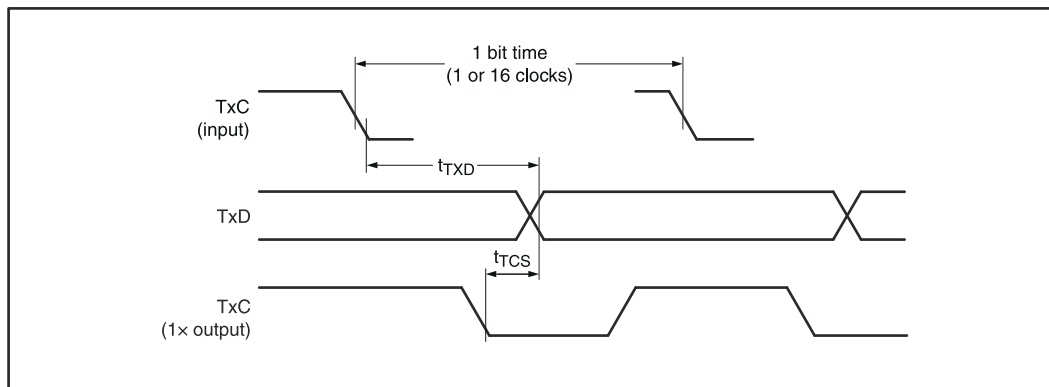 1 bit time
(1 or 16 clocks)
TxC
(input)
tTXD
TxD
tTCS
TxC
(1× output)